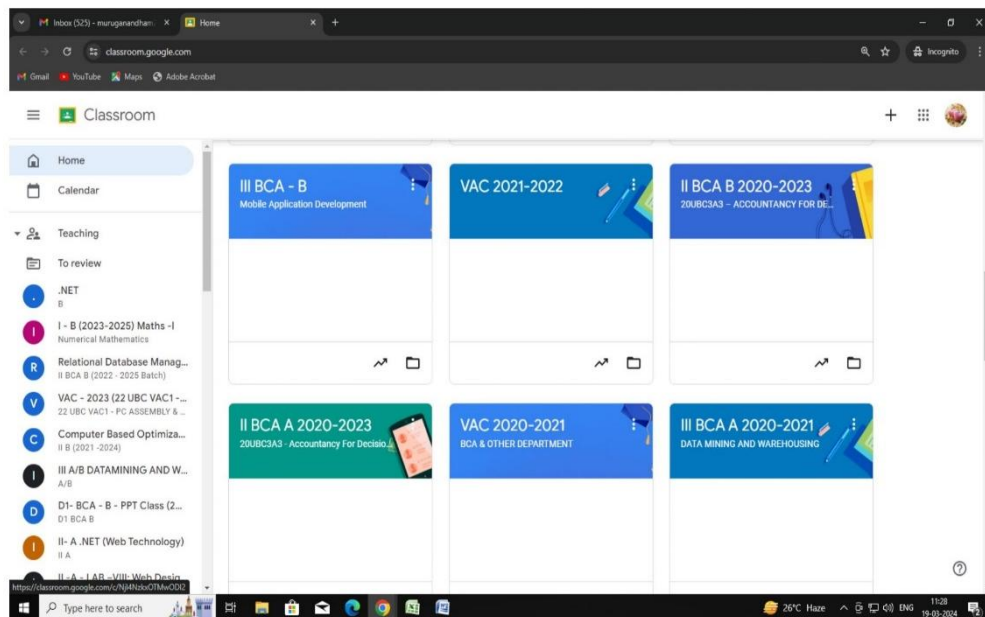 Inbox (525) - muruganandham
Home
classroom.google.com
Incognito
Gmail
YouTube
Maps
Adobe Acrobat
Classroom
Home
Calendar
Teaching
To review
.NET
B
I - B (2023-2025) Maths -I
Numerical Mathematics
Relational Database Manag...
II BCA B (2022 - 2025 Batch)
VAC - 2023 (22 UBC VAC1 -...
22 UBC VAC1 - PC ASSEMBLY & ...
Computer Based Optimiza...
II B (2021 -2024)
III A/B DATAMINING AND W...
A/B
D1- BCA - B - PPT Class (2...
D1 BCA B
II- A .NET (Web Technology)
II A
II -A - LAB -VIII: Web Desig
III BCA - B
Mobile Application Development
VAC 2021-2022
II BCA B 2020-2023
20UBC3A3 – ACCOUNTANCY FOR DE...
II BCA A 2020-2023
20UBC3A3 - Accountancy For Decisio...
VAC 2020-2021
BCA & OTHER DEPARTMENT
III BCA A 2020-2021
DATA MINING AND WAREHOUSING
Type here to search
26°C Haze
ENG
11:28
19-03-2024